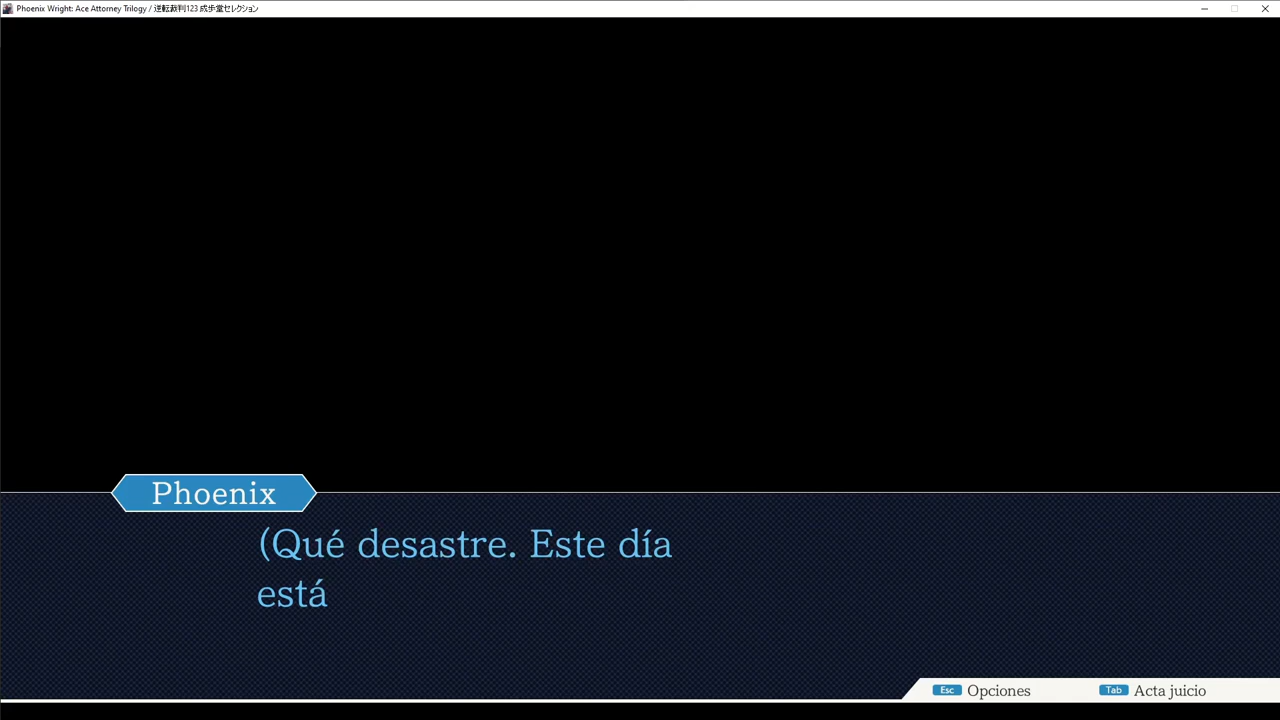 Phoenix Wright: Ace Attorney Trilogy / 逆転裁判123 成歩堂セレクション
Phoenix
(Qué desastre. Este día
está
Esc Opciones Tab Acta juicio